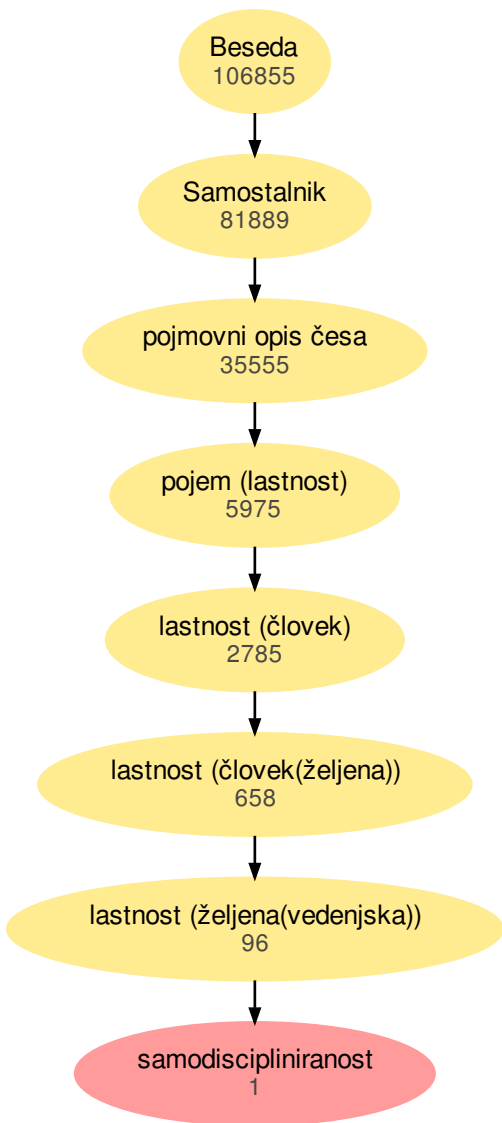 Beseda
106855
Samostalnik
81889
pojmovni opis česa
35555
pojem (lastnost)
5975
lastnost (človek)
2785
lastnost (človek(željena))
658
lastnost (željena(vedenjska))
96
samodiscipliniranost
1